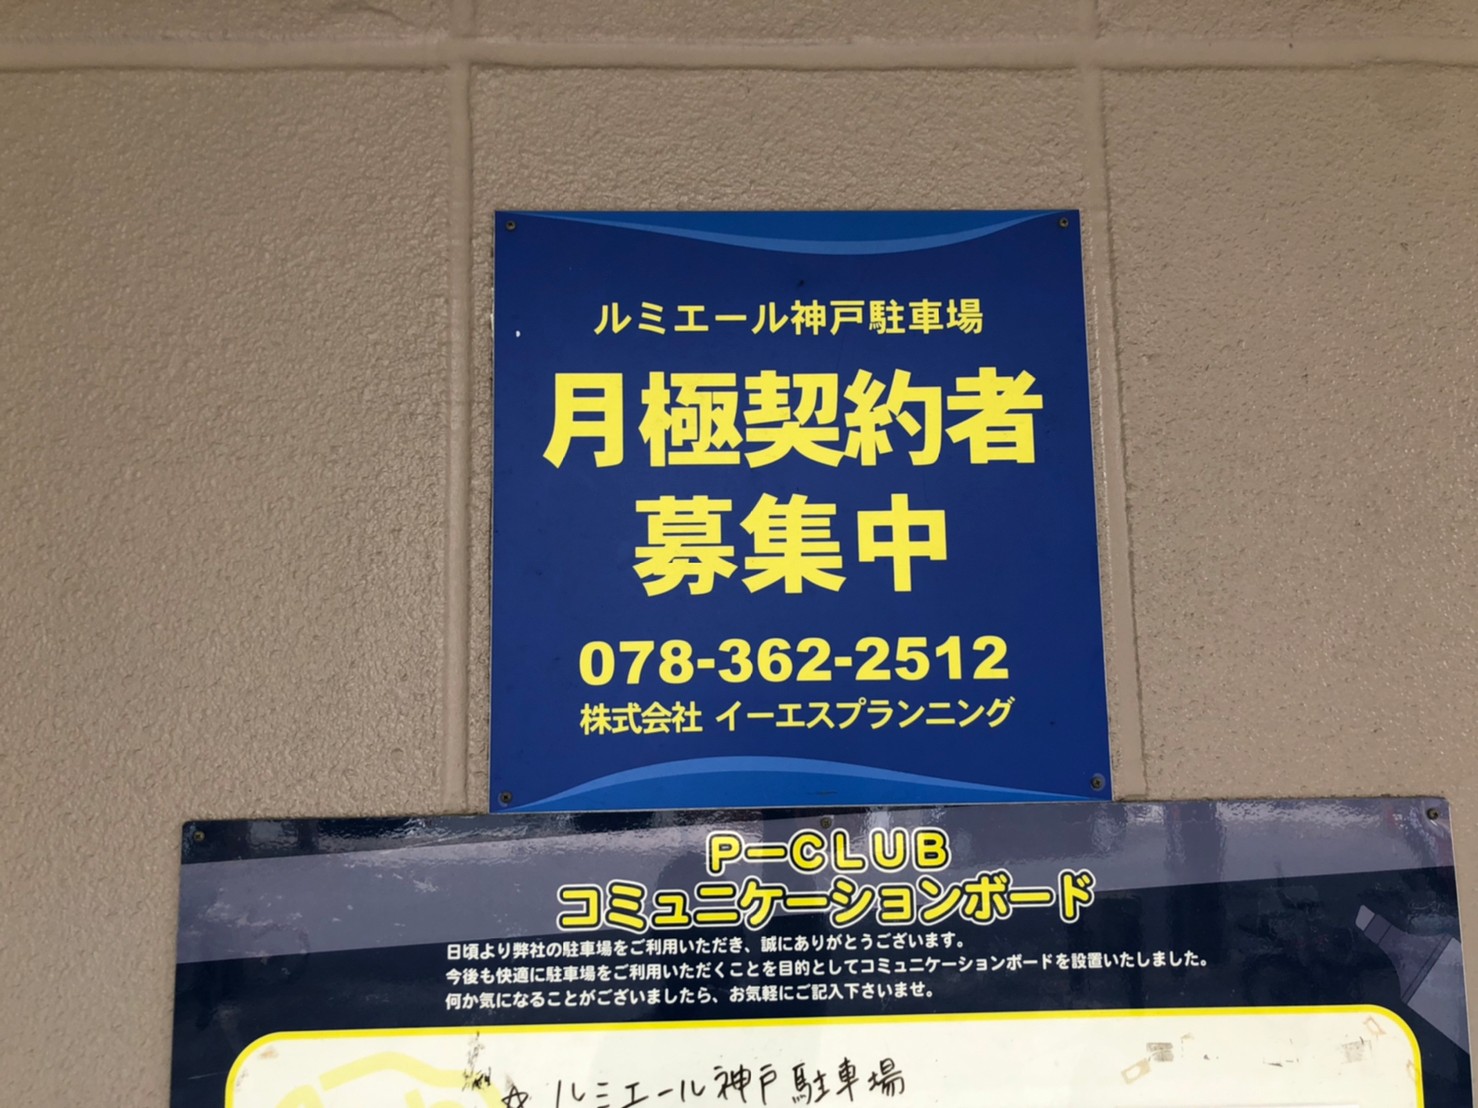 ルミエール神戸駐車場
月極契約者
募集中
078-362-2512
株式会社 イーエスプランニング
P-CLUB
コミュニケーションボード
日頃より弊社の駐車場をご利用いただき、誠にありがとうございます。
今後も快適に駐車場をご利用いただくことを目的としてコミュニケーションボードを設置いたしました。
何か気になることがございましたら、お気軽にご記入下さいませ。
☆ ルミエール神戸駐車場